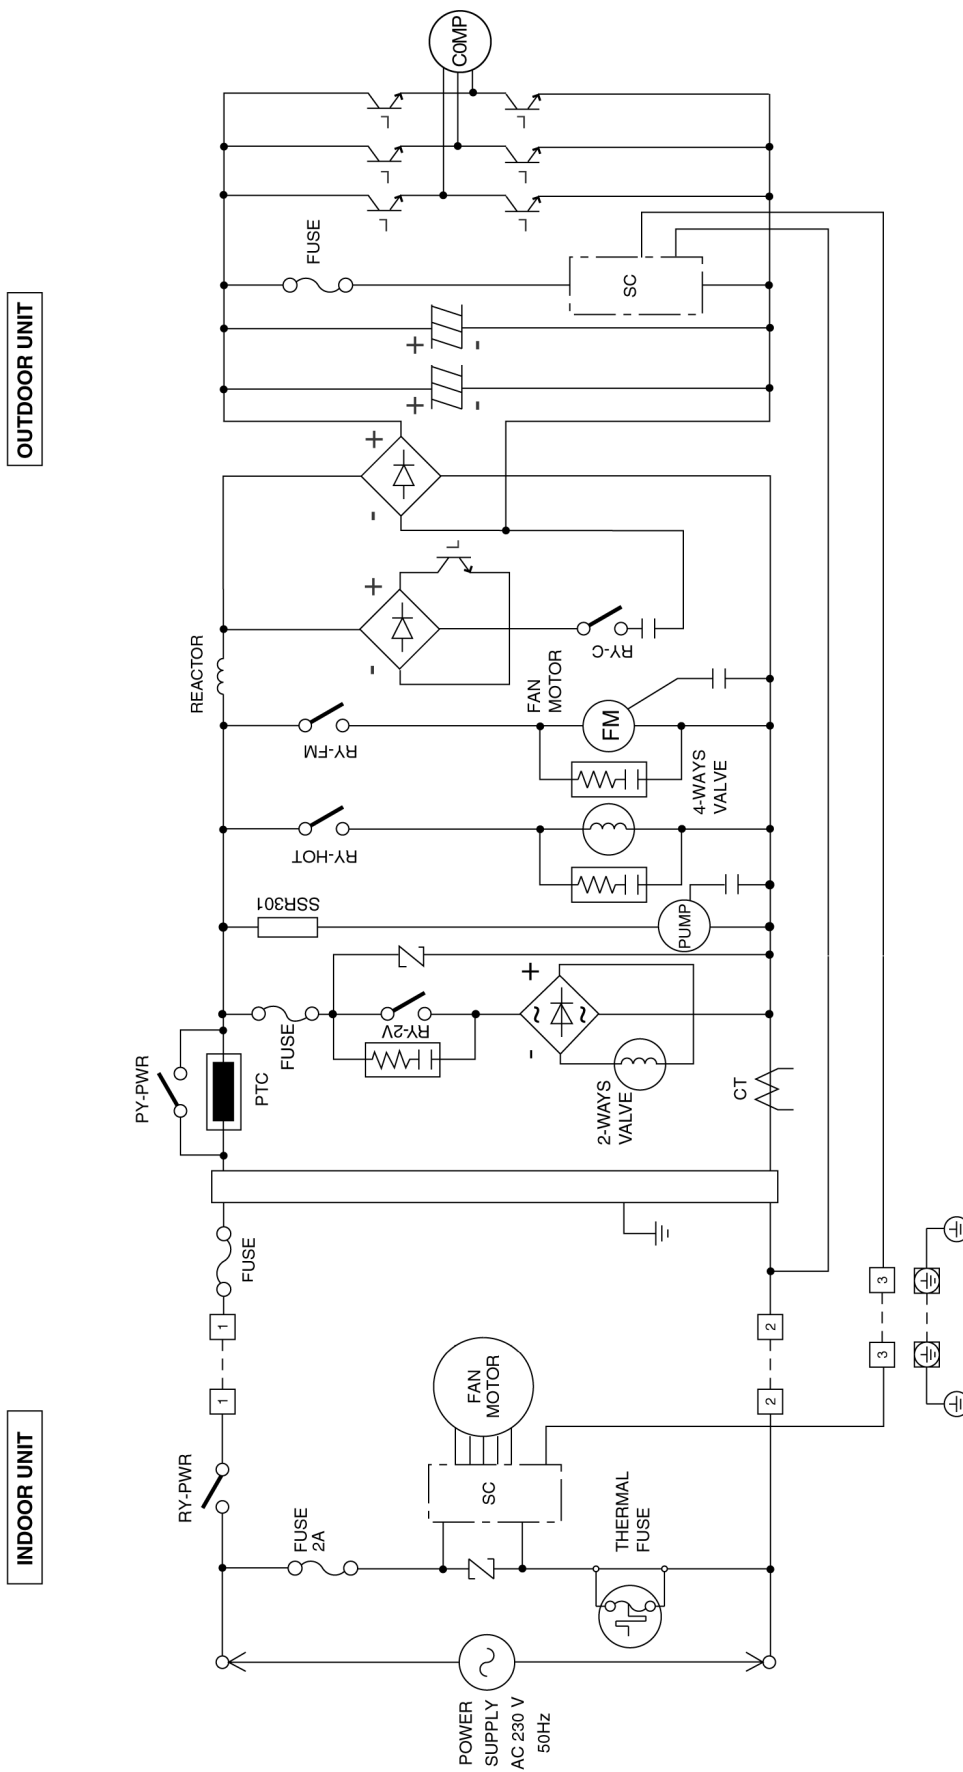 OUTDOOR UNIT
COMP
FUSE
SC
+
-
+
-
+
-
+
-
RY-C
REACTOR
FAN
MOTOR
FM
RY-FM
4-WAYS
VALVE
RY-HOT
SSR301
PUMP
FUSE
RY-2V
+
~
~
-
2-WAYS
VALVE
PY-PWR
PTC
CT
FUSE
1
1
2
2
3
3
INDOOR UNIT
RY-PWR
FAN
MOTOR
SC
FUSE
2A
THERMAL
FUSE
POWER
SUPPLY
AC 230 V
50Hz